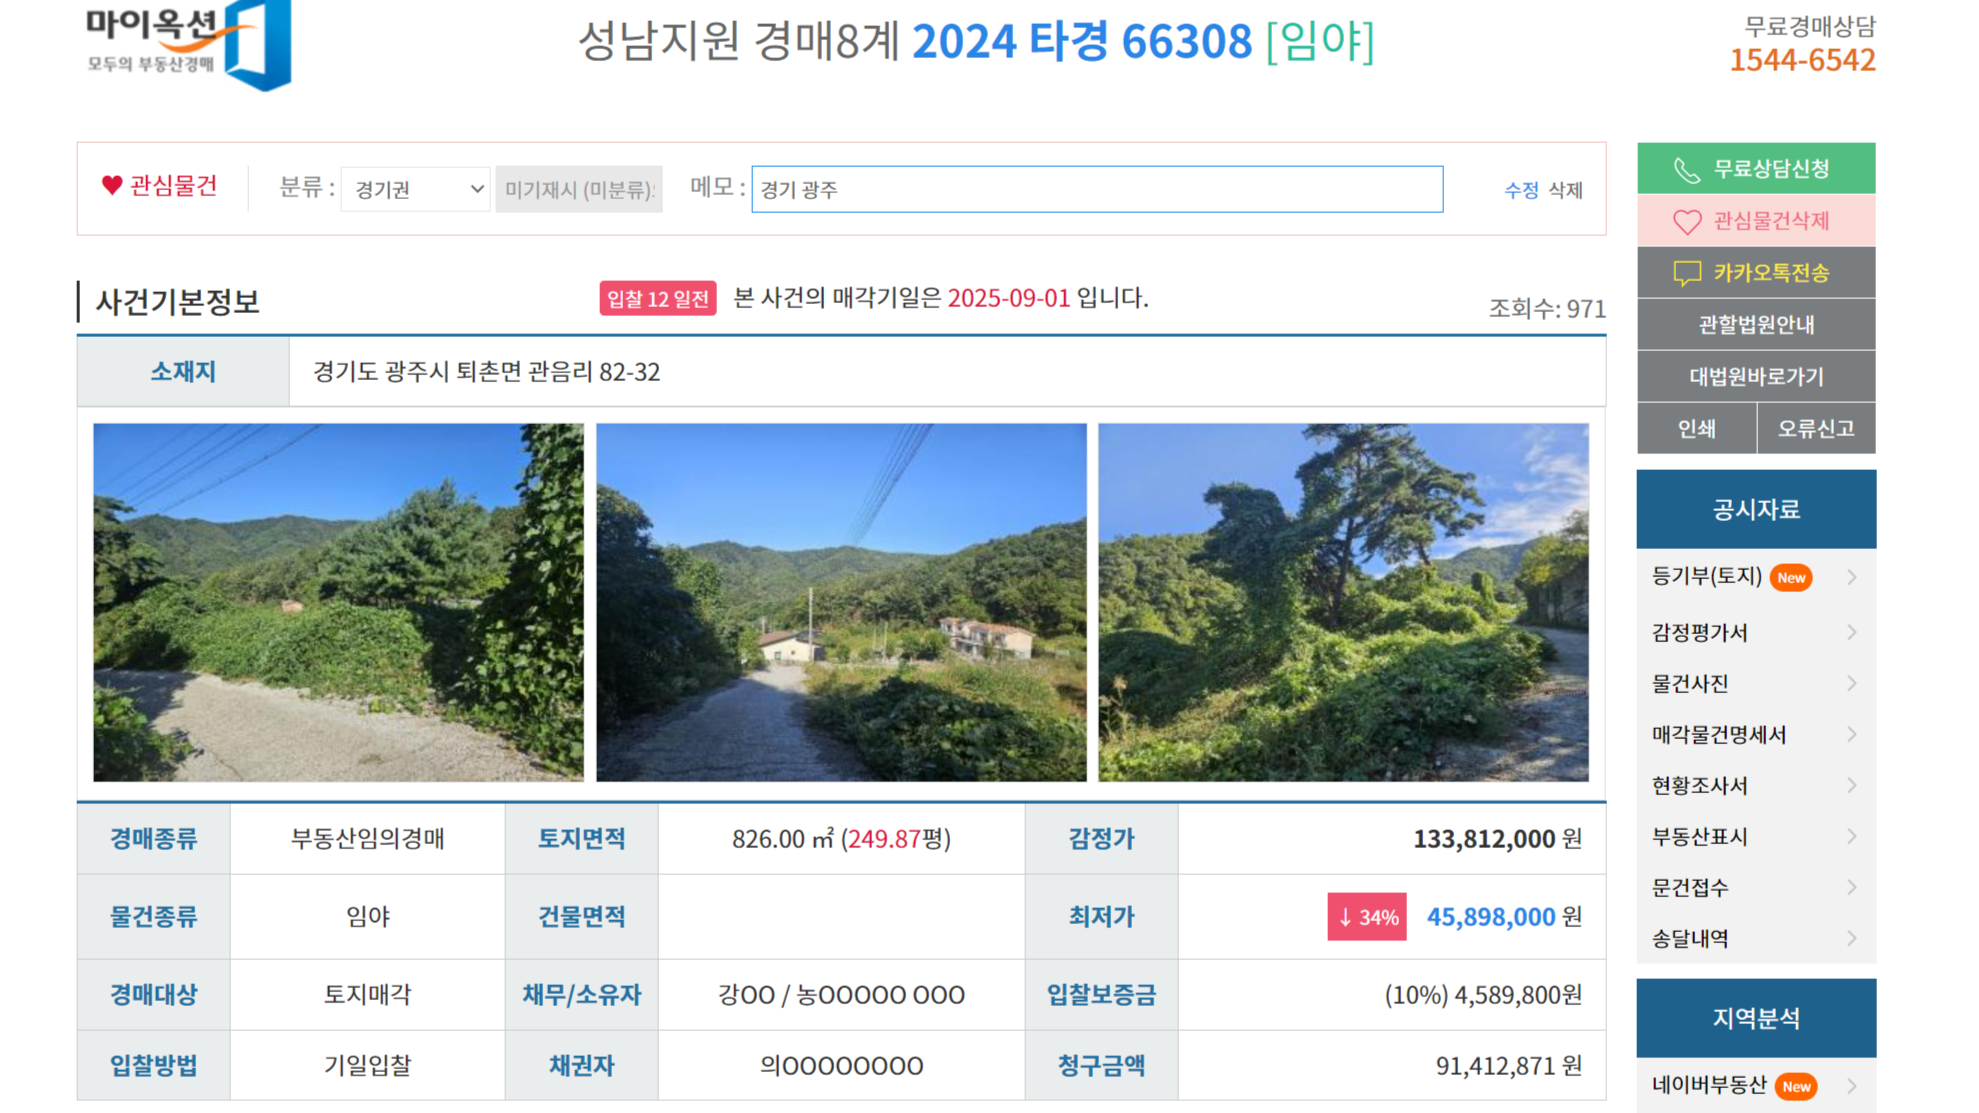 마이옥션
모두의 부동산경매
성남지원 경매8계 2024 타경 66308 [임야]
무료경매상담
1544-6542
♥ 관심물건
분류 : 경기권 미기재시 (미분류): 메모 : 경기 광주 수정 삭제
무료상담신청
관심물건삭제
카카오톡전송
관할법원안내
대법원바로가기
인쇄 오류신고
사건기본정보 입찰 12 일전 본 사건의 매각기일은 2025-09-01 입니다. 조회수: 971
소재지 경기도 광주시 퇴촌면 관음리 82-32
경매종류 부동산임의경매 토지면적 826.00 ㎡ (249.87평) 감정가 133,812,000 원
물건종류 임야 건물면적 최저가 ↓ 34% 45,898,000 원
경매대상 토지매각 채무/소유자 강OO / 농OOOOO OOO 입찰보증금 (10%) 4,589,800원
입찰방법 기일입찰 채권자 의OOOOOOOO 청구금액 91,412,871 원
공시자료
등기부(토지) New
감정평가서
물건사진
매각물건명세서
현황조사서
부동산표시
문건접수
송달내역
지역분석
네이버부동산 New